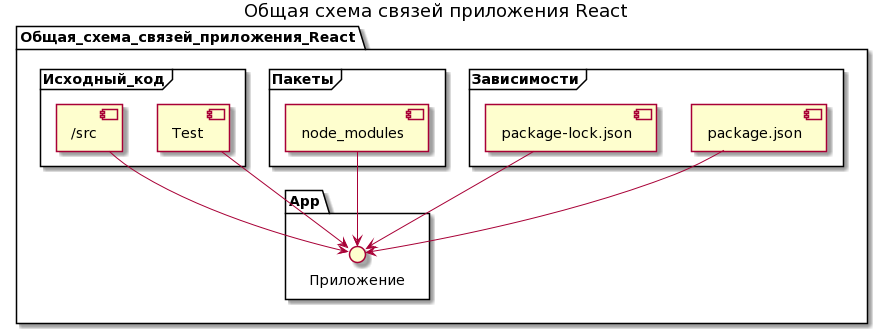 Общая схема связей приложения React
Общая_схема_связей_приложения_React
Исходный_код
Пакеты
Зависимости
/src
Test
node_modules
package-lock.json
package.json
App
Приложение